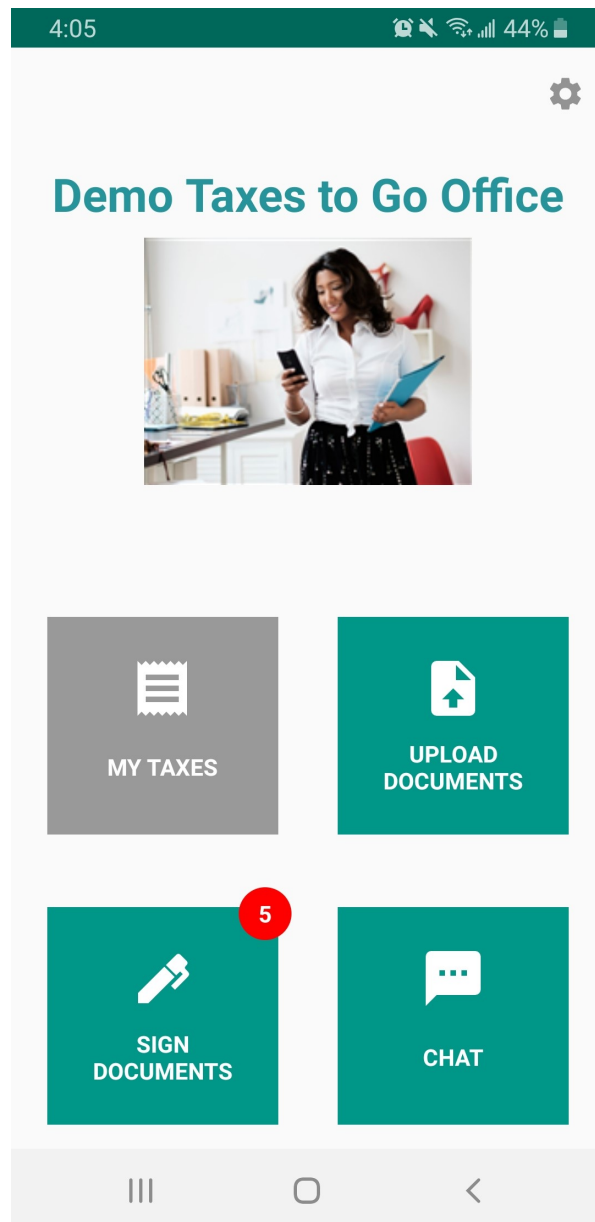 4:05
44%
Demo Taxes to Go Office
MY TAXES
UPLOAD
DOCUMENTS
5
SIGN
DOCUMENTS
CHAT